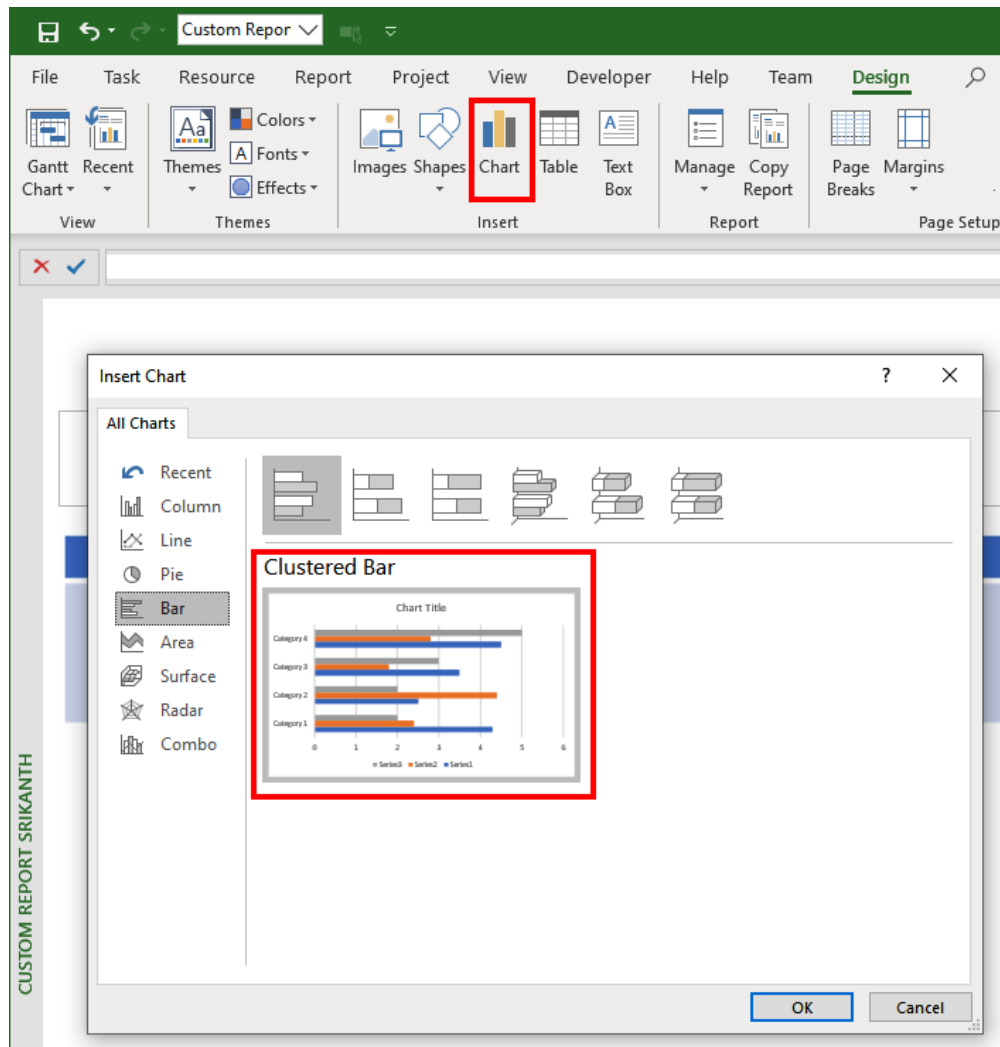 Custom Repor
File Task Resource Report Project View Developer Help Team Design
Colors
Fonts
Effects
Gantt Chart
Recent
Themes
Images
Shapes
Chart
Table
Text Box
Manage
Copy Report
Page Breaks
Margins
View Themes Insert Report Page Setup
Insert Chart
?
All Charts
Recent
Column
Line
Pie
Bar
Area
Surface
Radar
Combo
Clustered Bar
Chart Title
Category 4
Category 3
Category 2
Category 1
0 1 2 3 4 5 6
Series3 Series2 Series1
CUSTOM REPORT SRIKANTH
OK Cancel